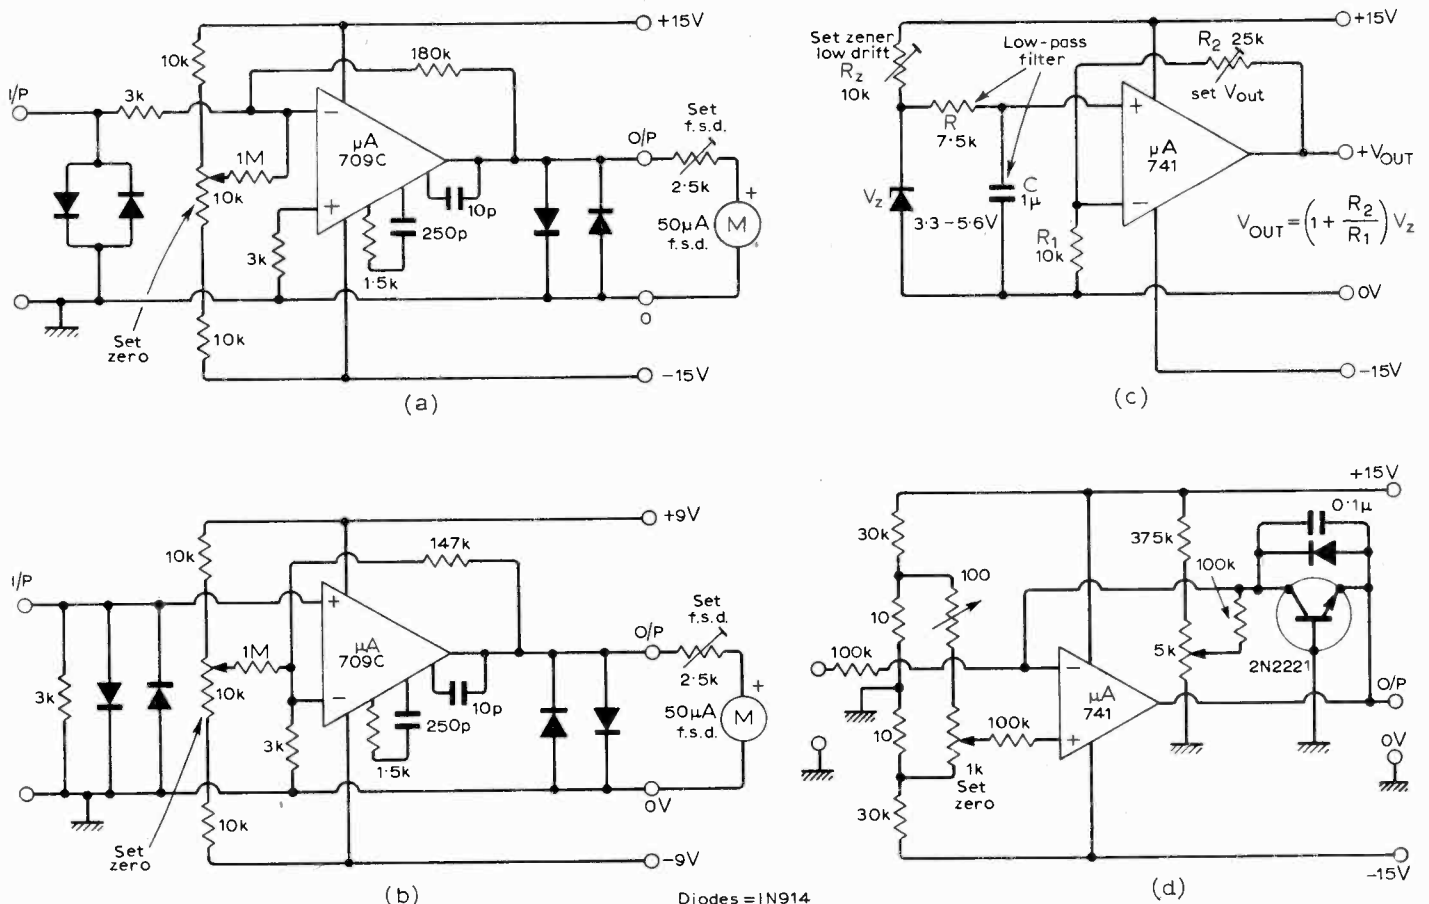 +15V
10k
180k
I/P
3k
−
μA
709C
Set
f.s.d.
O/P
1M
10k
2.5k
+
+
10p
50μA
f.s.d.
M
250p
3k
1.5k
Set
zero
10k
O
−15V
(a)
+15V
Set zener
low drift
RZ
10k
Low-pass
filter
R2 25k
set Vout
R
7.5k
+
μA
741
+VOUT
VZ
C
1μ
3.3−5.6V
−
R1
10k
VOUT = (1 + R2/R1) VZ
0V
−15V
(c)
+9V
10k
147k
I/P
+
μA
709C
Set
f.s.d.
O/P
1M
3k
10k
2.5k
+
−
10p
50μA
f.s.d.
M
250p
3k
1.5k
0V
10k
Set
zero
−9V
(b)
Diodes = IN914
+15V
0.1μ
30k
375k
100k
100
10
100k
5k
2N2221
−
μA
741
O/P
10
100k
+
0V
1k
Set
zero
30k
−15V
(d)